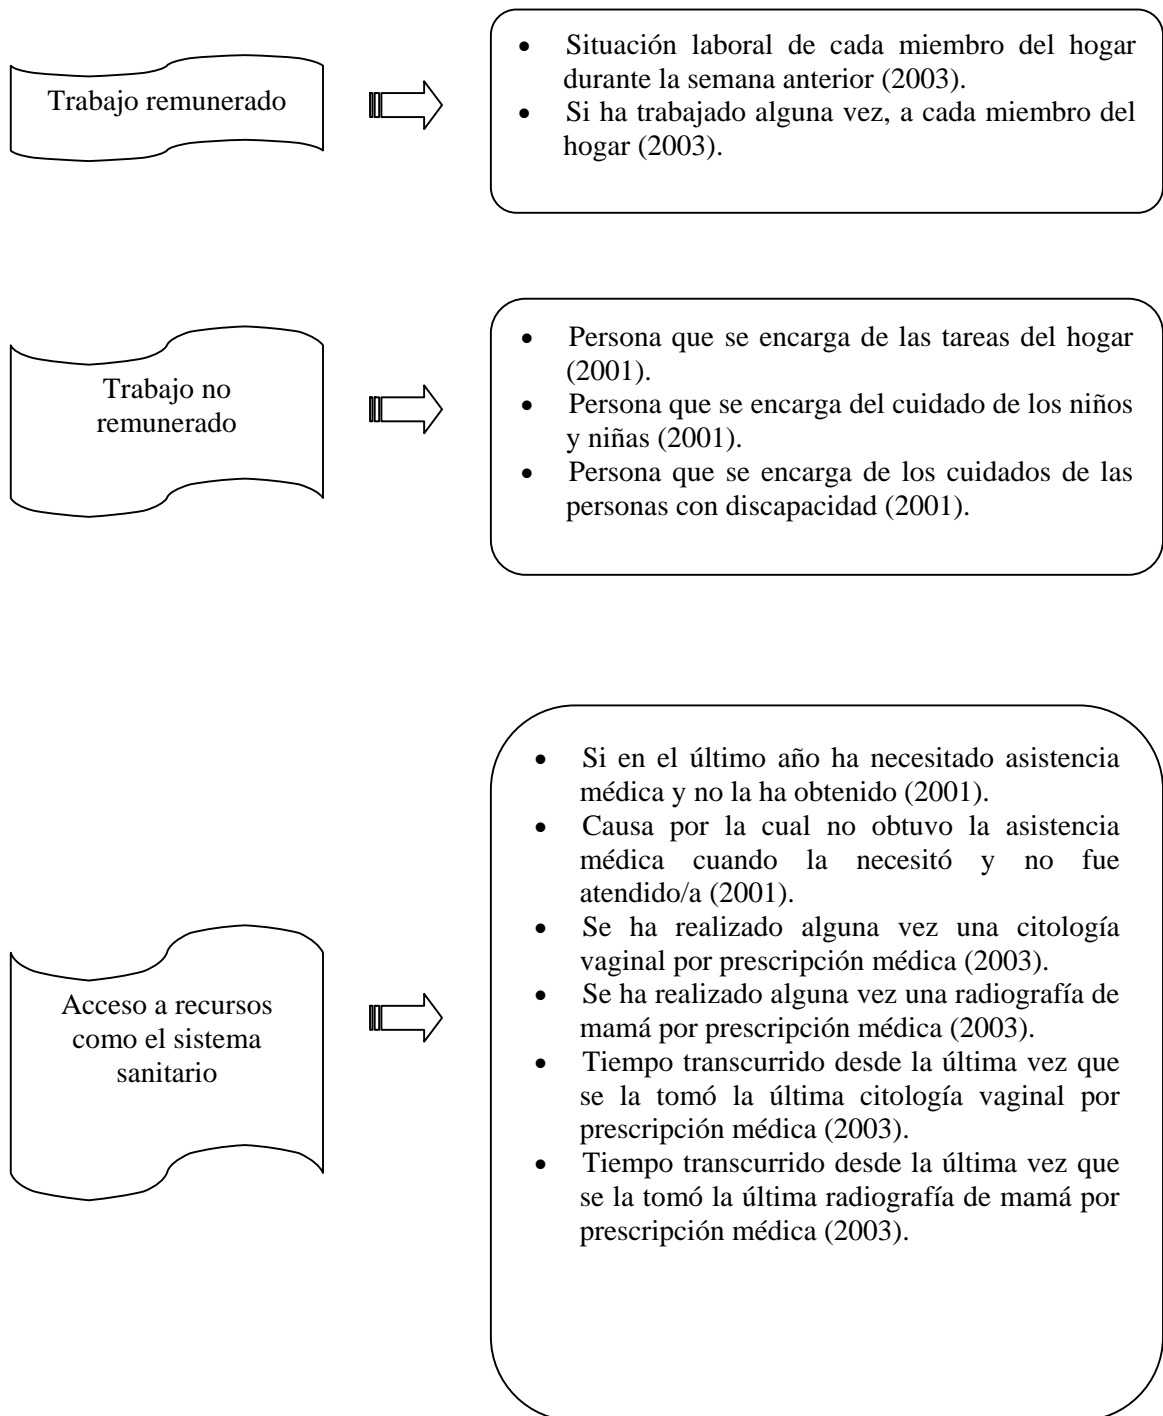 Trabajo remunerado
• Situación laboral de cada miembro del hogar
durante la semana anterior (2003).
• Si ha trabajado alguna vez, a cada miembro del
hogar (2003).
Trabajo no
remunerado
• Persona que se encarga de las tareas del hogar
(2001).
• Persona que se encarga del cuidado de los niños
y niñas (2001).
• Persona que se encarga de los cuidados de las
personas con discapacidad (2001).
Acceso a recursos
como el sistema
sanitario
• Si en el último año ha necesitado asistencia
médica y no la ha obtenido (2001).
• Causa por la cual no obtuvo la asistencia
médica cuando la necesitó y no fue
atendido/a (2001).
• Se ha realizado alguna vez una citología
vaginal por prescripción médica (2003).
• Se ha realizado alguna vez una radiografía de
mamá por prescripción médica (2003).
• Tiempo transcurrido desde la última vez que
se la tomó la última citología vaginal por
prescripción médica (2003).
• Tiempo transcurrido desde la última vez que
se la tomó la última radiografía de mamá por
prescripción médica (2003).